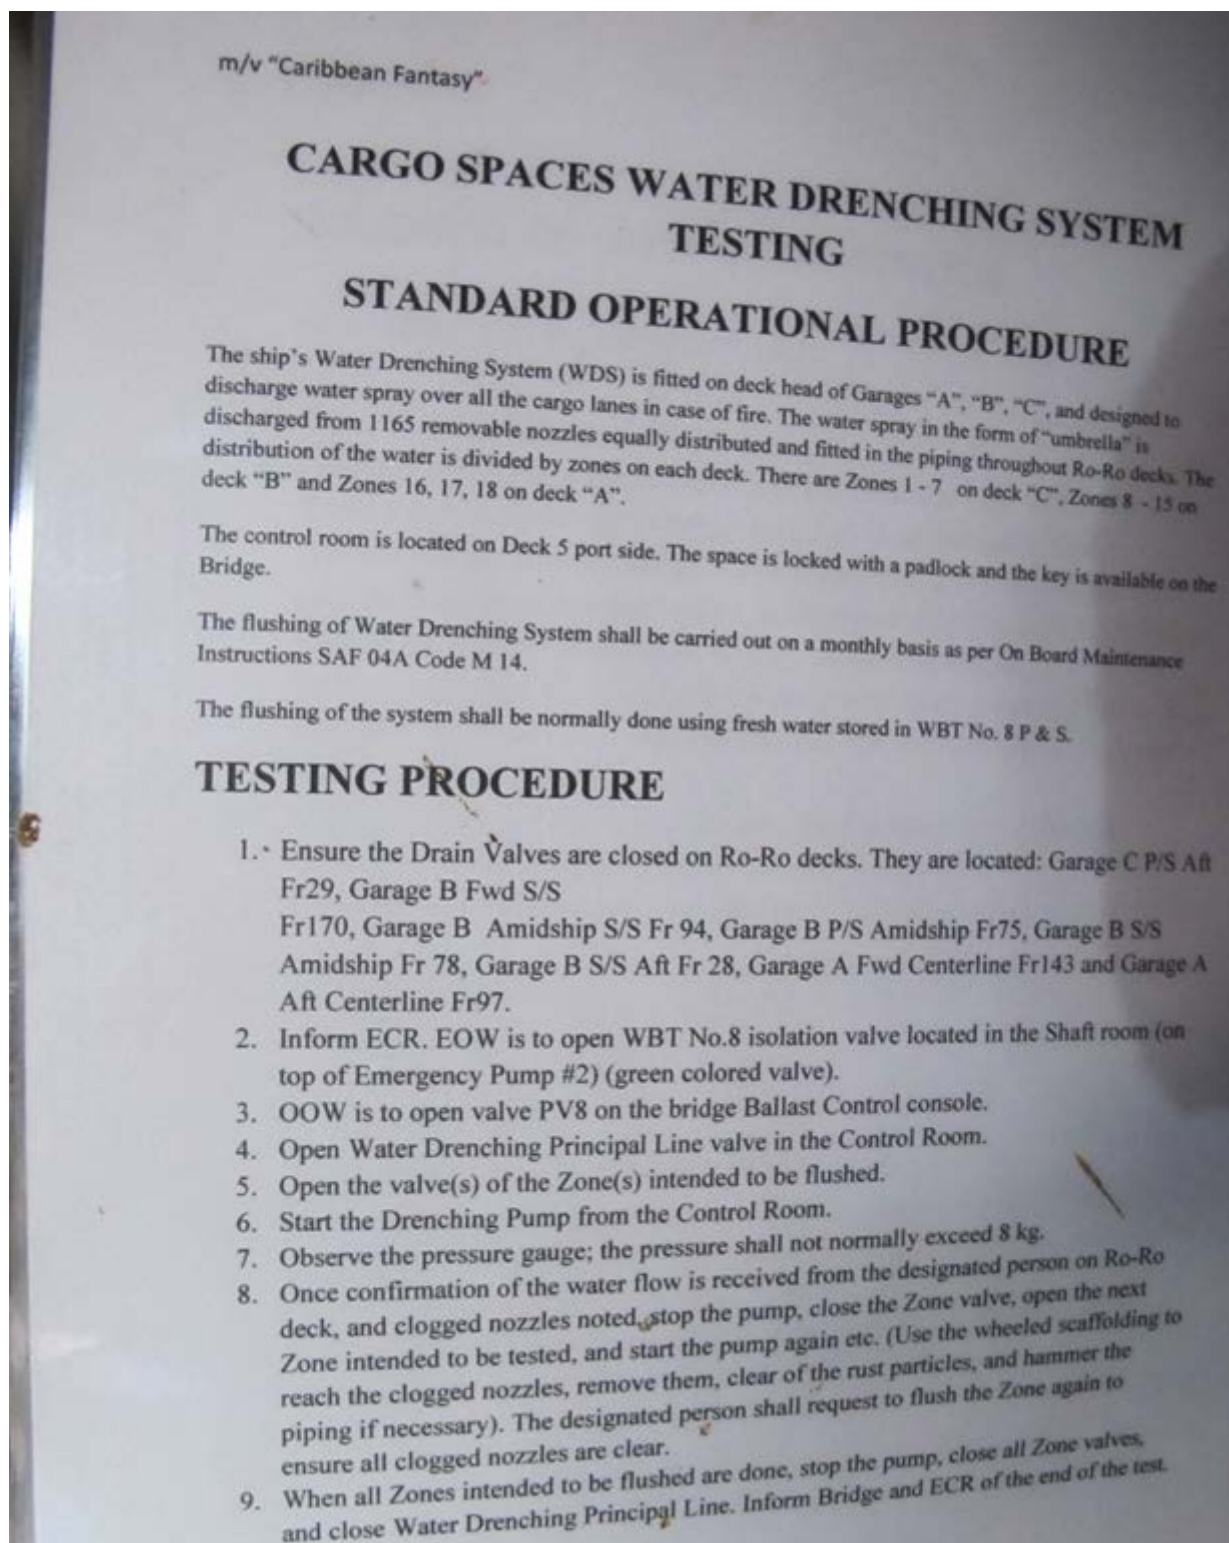 m/v "Caribbean Fantasy"
CARGO SPACES WATER DRENCHING SYSTEM
TESTING
STANDARD OPERATIONAL PROCEDURE
The ship's Water Drenching System (WDS) is fitted on deck head of Garages "A", "B", "C", and designed to
discharge water spray over all the cargo lanes in case of fire. The water spray in the form of "umbrella" is
discharged from 1165 removable nozzles equally distributed and fitted in the piping throughout Ro-Ro decks. The
distribution of the water is divided by zones on each deck. There are Zones 1 - 7 on deck "C", Zones 8 - 15 on
deck "B" and Zones 16, 17, 18 on deck "A".
The control room is located on Deck 5 port side. The space is locked with a padlock and the key is available on the
Bridge.
The flushing of Water Drenching System shall be carried out on a monthly basis as per On Board Maintenance
Instructions SAF 04A Code M 14.
The flushing of the system shall be normally done using fresh water stored in WBT No. 8 P & S.
TESTING PROCEDURE
1. Ensure the Drain Valves are closed on Ro-Ro decks. They are located: Garage C P/S Aft
Fr29, Garage B Fwd S/S
Fr170, Garage B Amidship S/S Fr 94, Garage B P/S Amidship Fr75, Garage B S/S
Amidship Fr 78, Garage B S/S Aft Fr 28, Garage A Fwd Centerline Fr143 and Garage A
Aft Centerline Fr97.
2. Inform ECR. EOW is to open WBT No.8 isolation valve located in the Shaft room (on
top of Emergency Pump #2) (green colored valve).
3. OOW is to open valve PV8 on the bridge Ballast Control console.
4. Open Water Drenching Principal Line valve in the Control Room.
5. Open the valve(s) of the Zone(s) intended to be flushed.
6. Start the Drenching Pump from the Control Room.
7. Observe the pressure gauge; the pressure shall not normally exceed 8 kg.
8. Once confirmation of the water flow is received from the designated person on Ro-Ro
deck, and clogged nozzles noted, stop the pump, close the Zone valve, open the next
Zone intended to be tested, and start the pump again etc. (Use the wheeled scaffolding to
reach the clogged nozzles, remove them, clear of the rust particles, and hammer the
piping if necessary). The designated person shall request to flush the Zone again to
ensure all clogged nozzles are clear.
9. When all Zones intended to be flushed are done, stop the pump, close all Zone valves,
and close Water Drenching Principal Line. Inform Bridge and ECR of the end of the test.